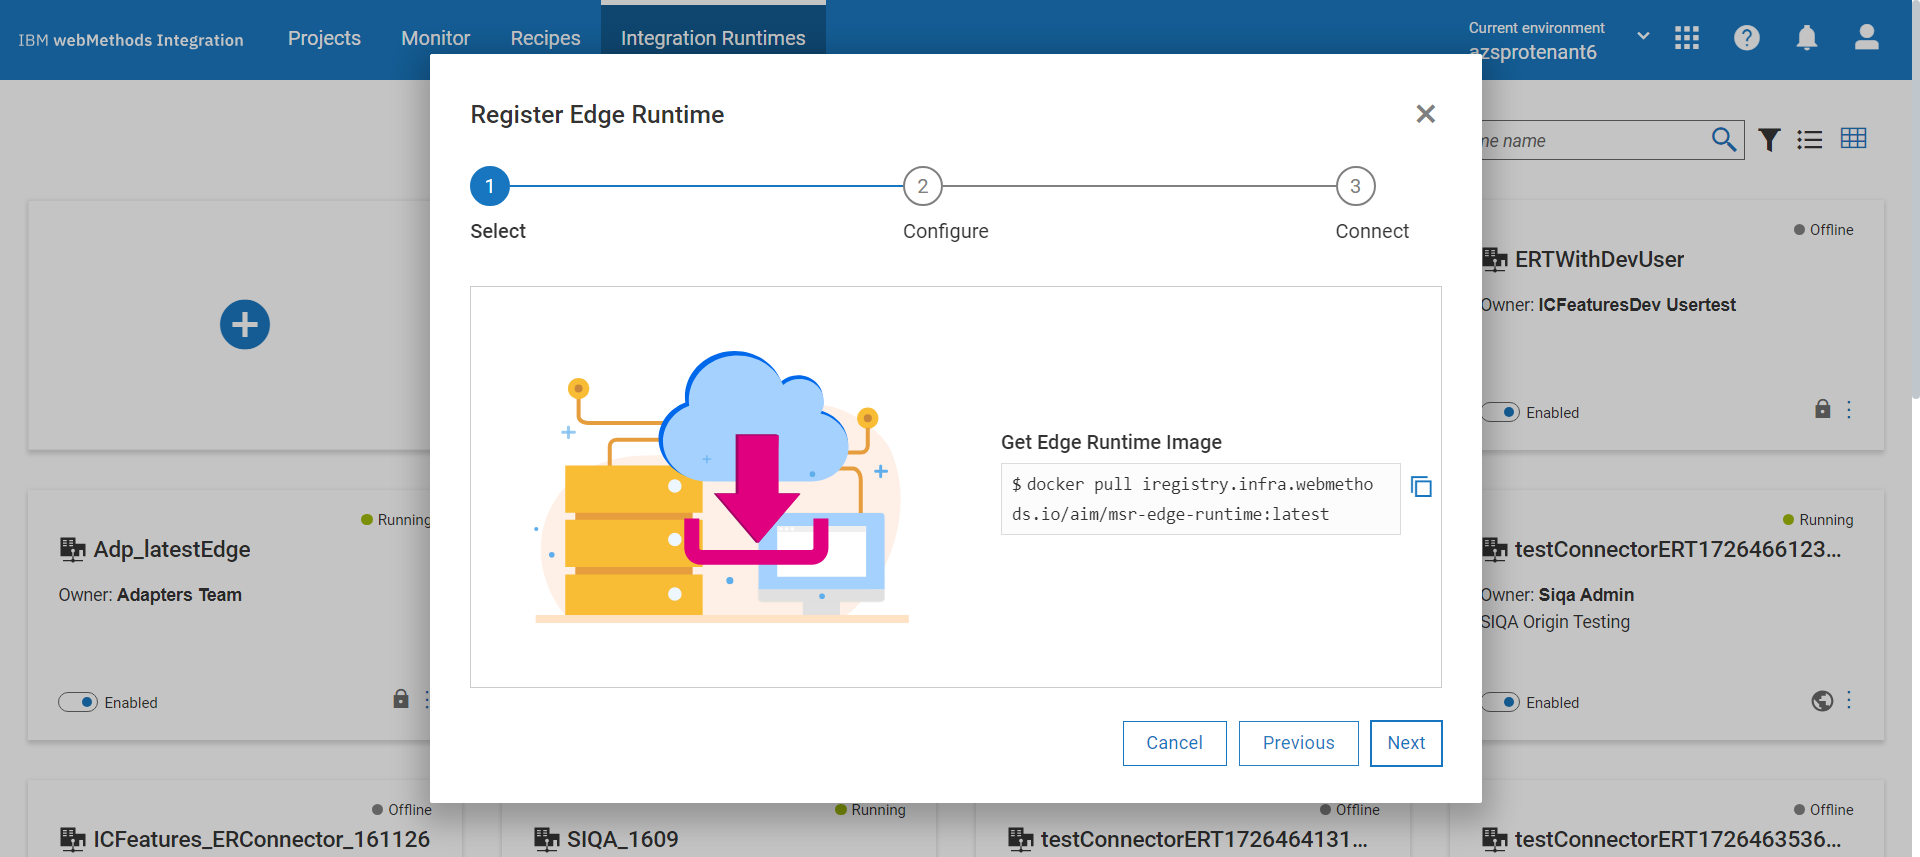 IBM webMethods Integration
Projects
Monitor
Recipes
Integration Runtimes
Current environment
azsprotenant6
Register Edge Runtime
1
2
3
Select
Configure
Connect
Get Edge Runtime Image
$ docker pull iregistry.infra.webmetho
ds.io/aim/msr-edge-runtime:latest
Cancel
Previous
Next
me name
Offline
ERTWithDevUser
Owner: ICFeaturesDev Usertest
Enabled
Running
Adp_latestEdge
Owner: Adapters Team
Enabled
Running
testConnectorERT1726466123...
Owner: Siqa Admin
SIQA Origin Testing
Enabled
Offline
ICFeatures_ERConnector_161126
Running
SIQA_1609
Offline
testConnectorERT1726464131...
Offline
testConnectorERT1726463536...